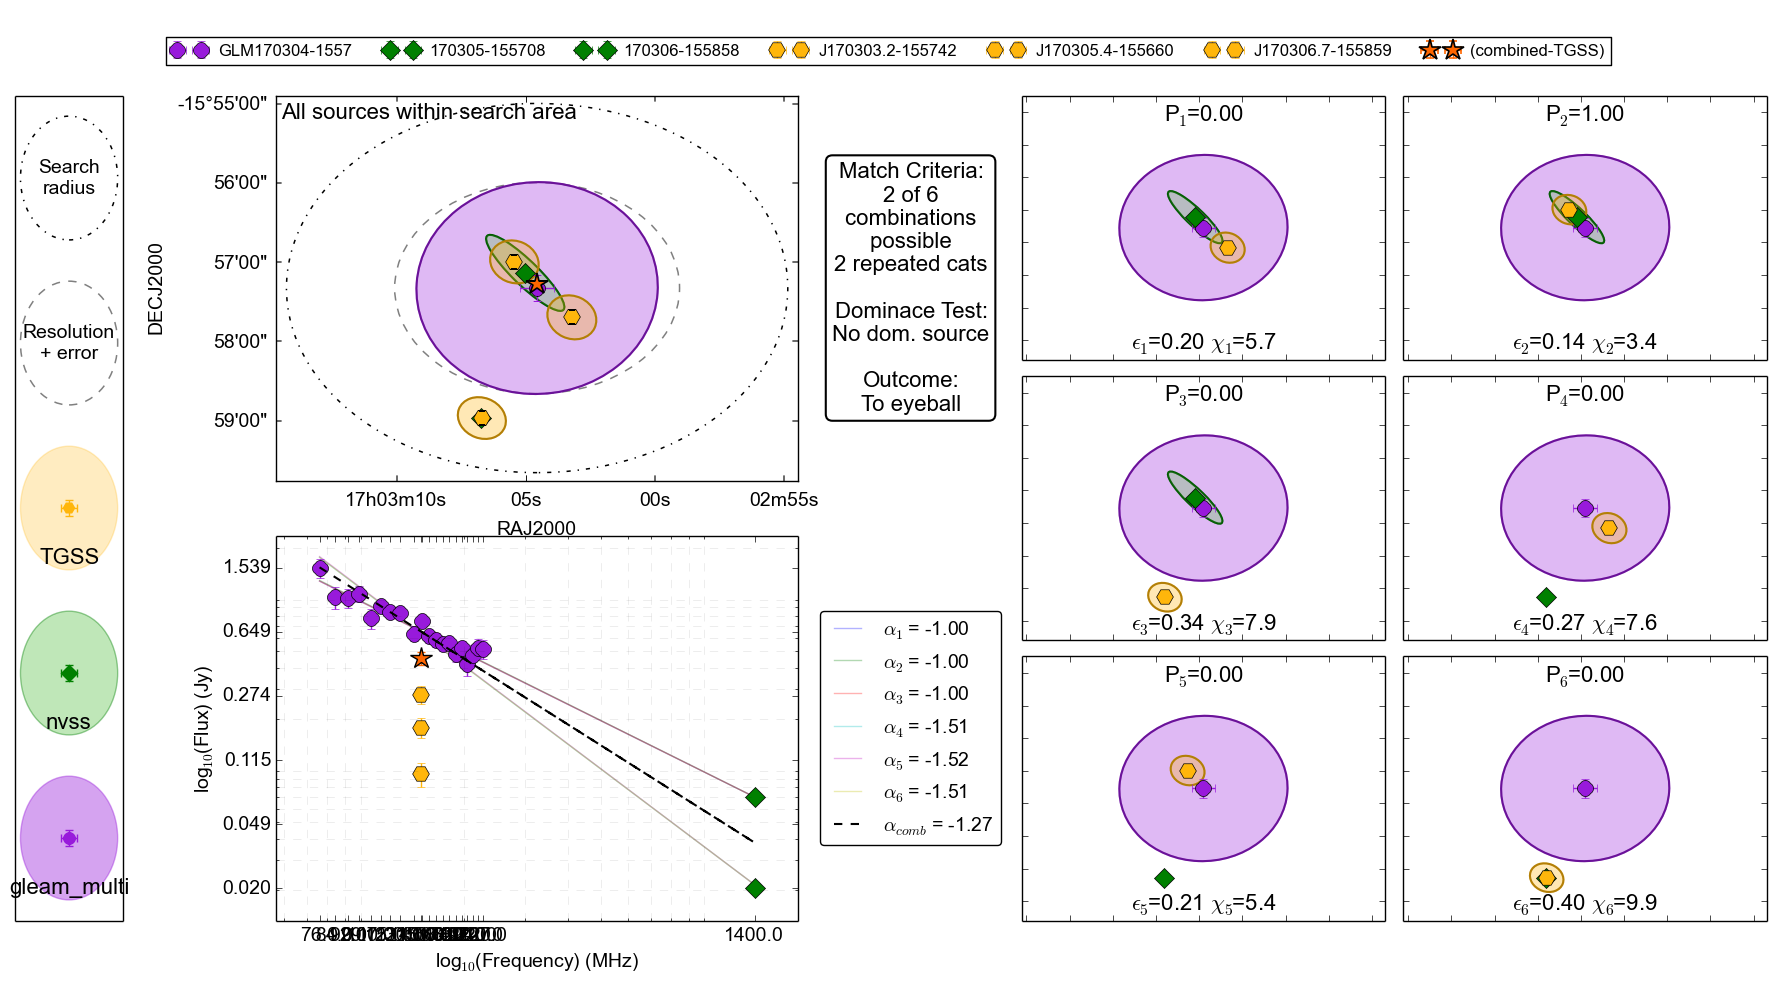 GLM170304-1557 170305-155708 170306-155858 J170303.2-155742 J170305.4-155660 J170306.7-155859 (combined-TGSS)
Search
radius
Resolution
+ error
TGSS
nvss
gleam_multi
All sources within search area
-15°55'00"
56'00"
57'00"
58'00"
59'00"
DECJ2000
17h03m10s 05s 00s 02m55s
RAJ2000
Match Criteria:
2 of 6
combinations
possible
2 repeated cats
Dominace Test:
No dom. source
Outcome:
To eyeball
P1=0.00
ϵ1=0.20 χ1=5.7
P2=1.00
ϵ2=0.14 χ2=3.4
P3=0.00
ϵ3=0.34 χ3=7.9
P4=0.00
ϵ4=0.27 χ4=7.6
P5=0.00
ϵ5=0.21 χ5=5.4
P6=0.00
ϵ6=0.40 χ6=9.9
1.539
0.649
0.274
0.115
0.049
0.020
log10(Flux) (Jy)
1400.0
log10(Frequency) (MHz)
α1 = -1.00
α2 = -1.00
α3 = -1.00
α4 = -1.51
α5 = -1.52
α6 = -1.51
αcomb = -1.27